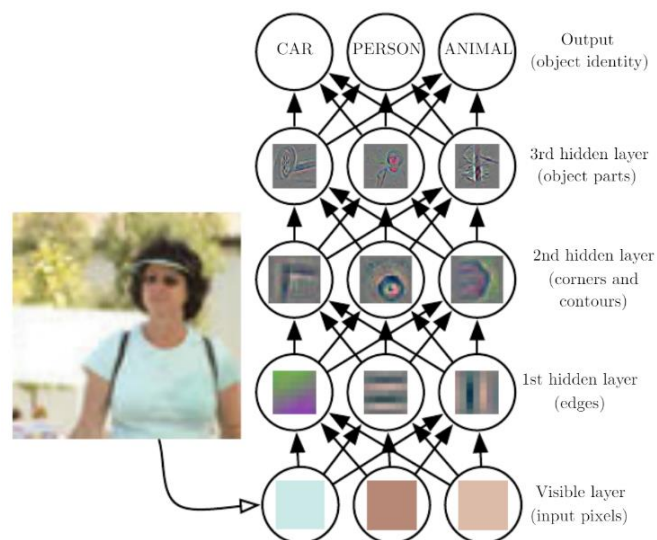 CAR PERSON ANIMAL
Output
(object identity)
3rd hidden layer
(object parts)
2nd hidden layer
(corners and
contours)
1st hidden layer
(edges)
Visible layer
(input pixels)